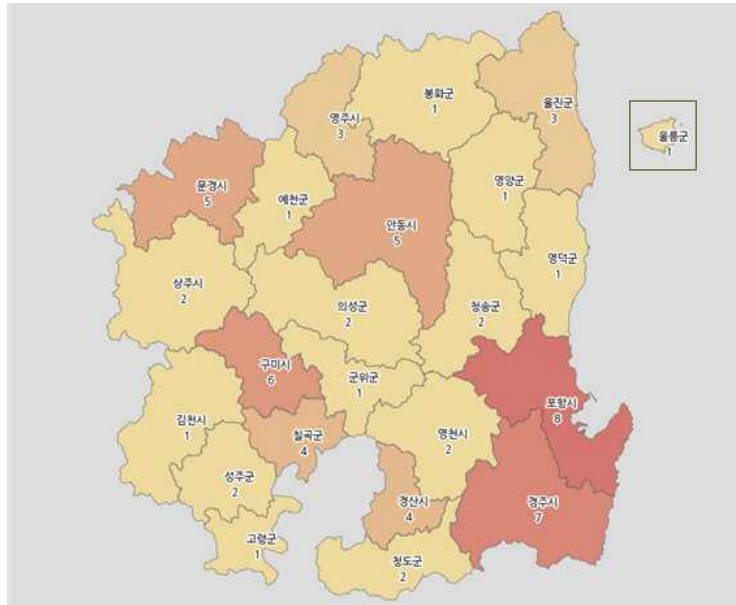 봉화군
1
울진군
3
영주시
3
울릉군
1
문경시
5
예천군
1
영양군
1
안동시
5
영덕군
1
상주시
2
의성군
2
청송군
2
구미시
6
군위군
1
포항시
8
김천시
1
칠곡군
4
영천시
2
성주군
2
경산시
4
경주시
7
고령군
1
청도군
2